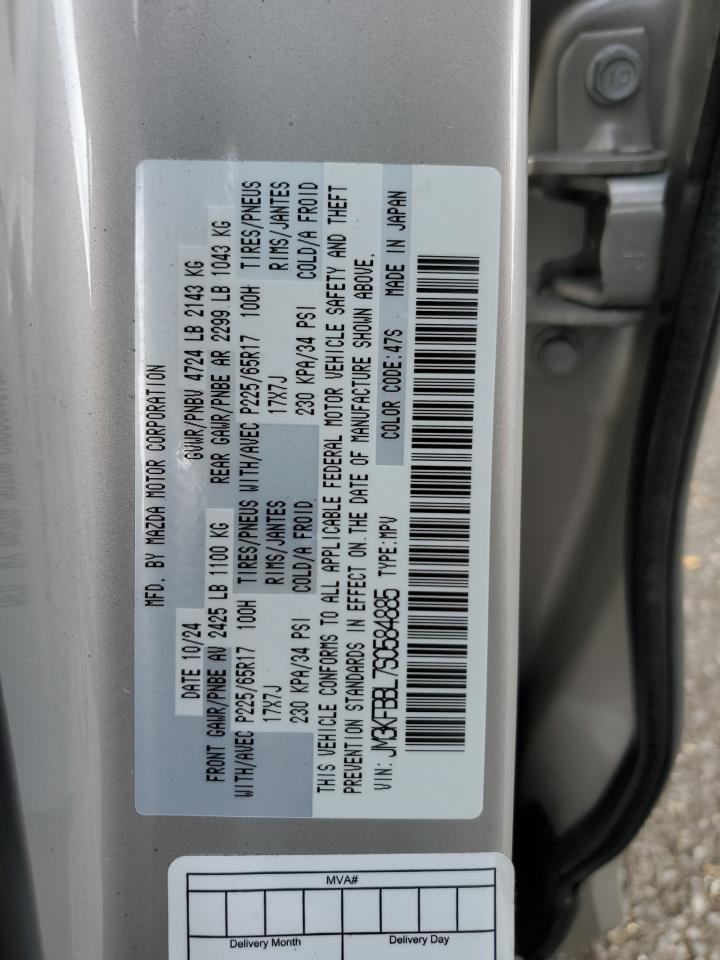 MFD. BY MAZDA MOTOR CORPORATION
DATE 10/24 GVWR/PNBV 4724 LB 2143 KG
FRONT GAWR/PNBE AV 2425 LB 1100 KG REAR GAWR/PNBE AR 2299 LB 1043 KG
WITH/AVEC P225/65R17 100H TIRES/PNEUS WITH/AVEC P225/65R17 100H TIRES/PNEUS
17X7J RIMS/JANTES 17X7J RIMS/JANTES
230 KPA/34 PSI COLD/A FROID 230 KPA/34 PSI COLD/A FROID
THIS VEHICLE CONFORMS TO ALL APPLICABLE FEDERAL MOTOR VEHICLE SAFETY AND THEFT
PREVENTION STANDARDS IN EFFECT ON THE DATE OF MANUFACTURE SHOWN ABOVE.
VIN: JM3KFBBL7S0584885 TYPE:MPV COLOR CODE:47S MADE IN JAPAN
MVA#
Delivery Month Delivery Day
10